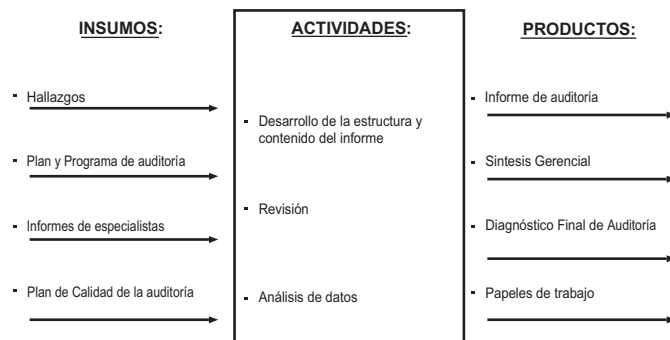 INSUMOS:
- Hallazgos
- Plan y Programa de auditoría
- Informes de especialistas
- Plan de Calidad de la auditoría
ACTIVIDADES:
- Desarrollo de la estructura y
contenido del informe
- Revisión
- Análisis de datos
PRODUCTOS:
- Informe de auditoría
- Sintesis Gerencial
- Diagnóstico Final de Auditoría
- Papeles de trabajo